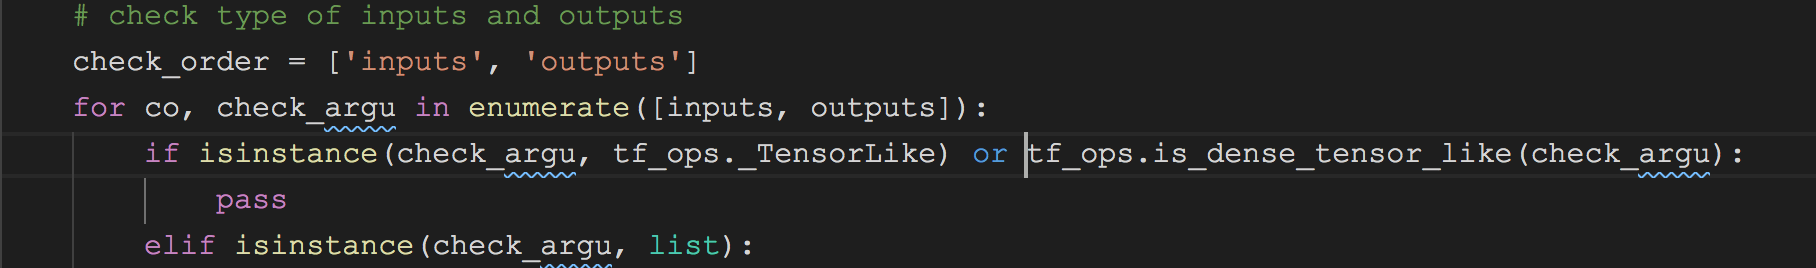 # check type of inputs and outputs
check_order = ['inputs', 'outputs']
for co, check_argu in enumerate([inputs, outputs]):
if isinstance(check_argu, tf_ops._TensorLike) or tf_ops.is_dense_tensor_like(check_argu):
pass
elif isinstance(check_argu, list):